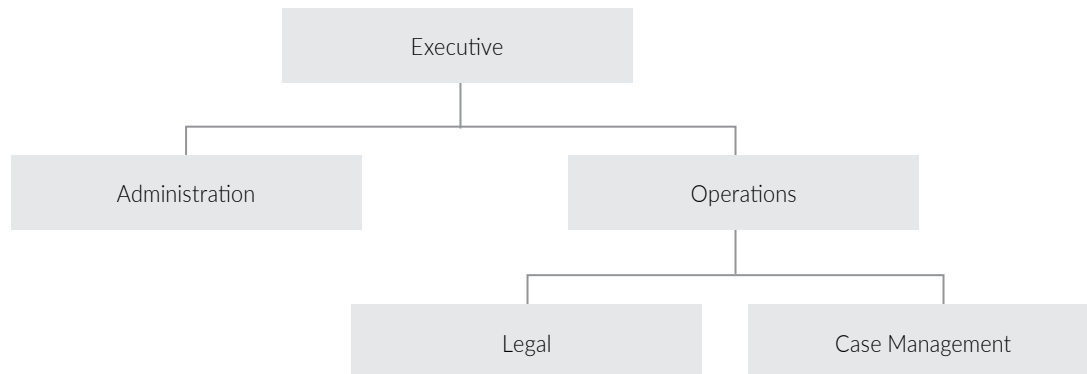 Executive
Administration
Operations
Legal
Case Management